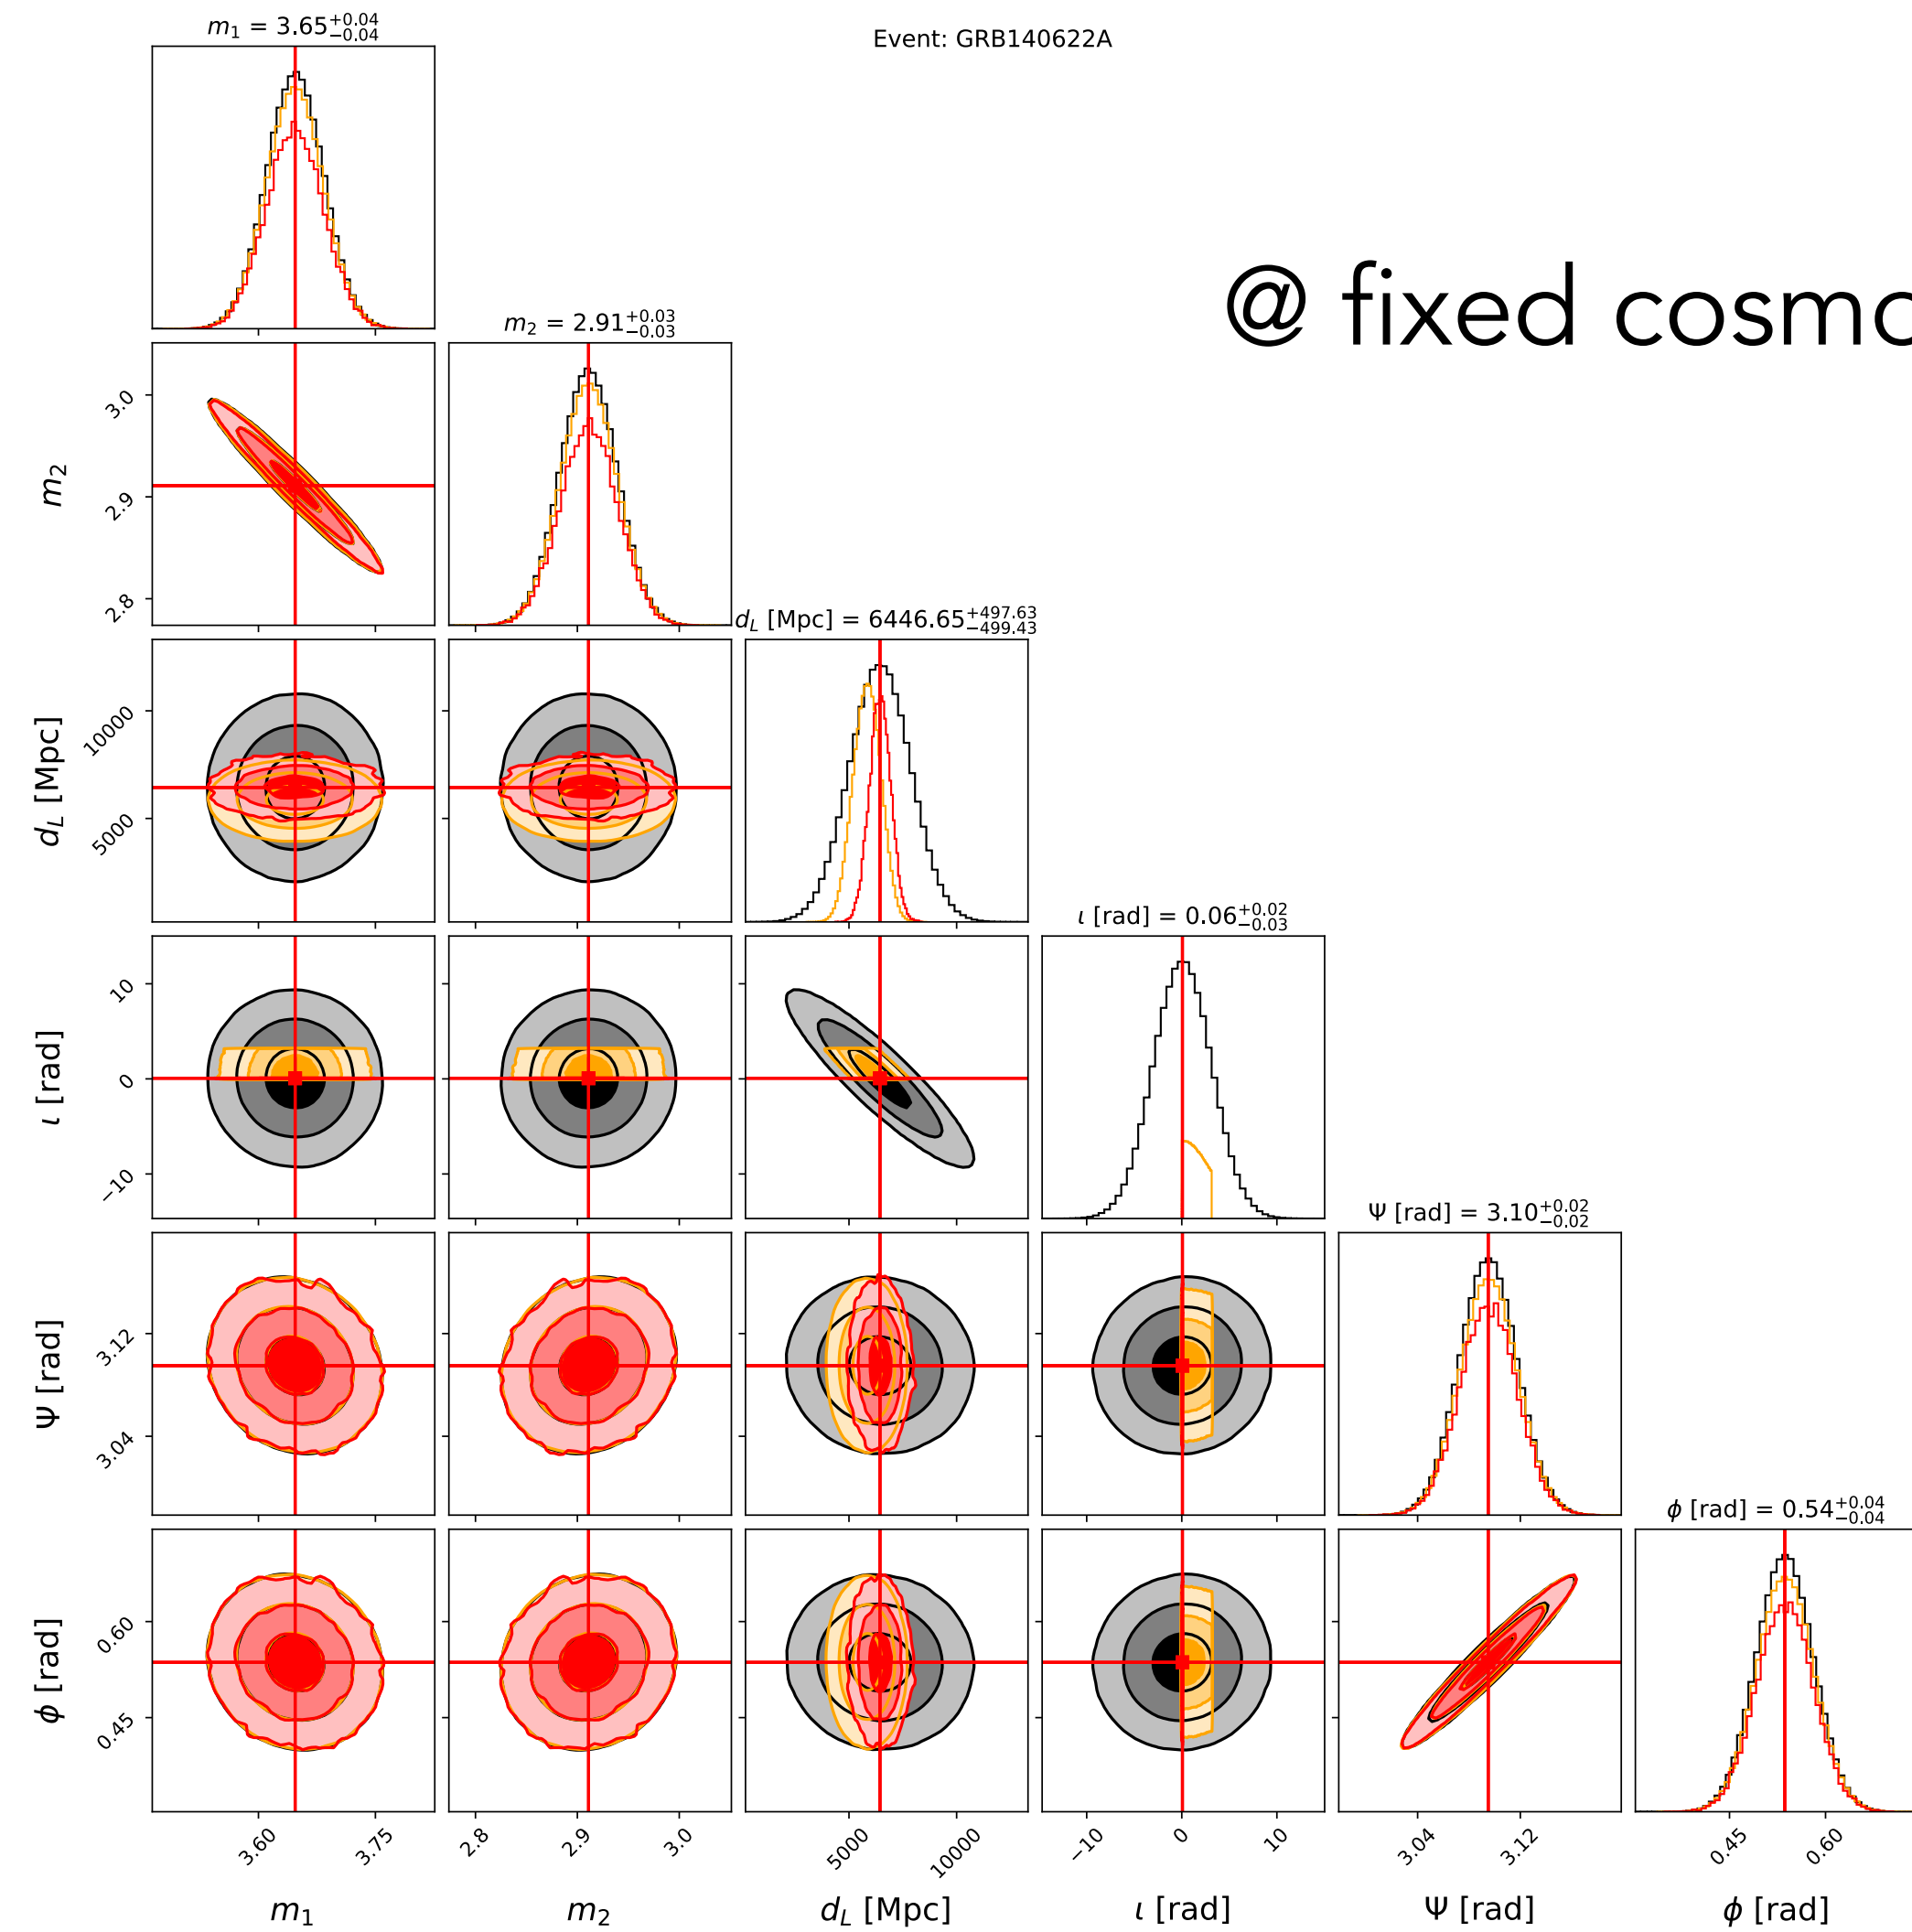 Event: GRB140622A
m₁ = 3.65+0.04−0.04
@ fixed cosmo
m₂ = 2.91+0.03−0.03
m₂
3.0
2.9
2.8
d_L [Mpc] = 6446.65+497.63−499.43
d_L [Mpc]
10000
5000
ι [rad] = 0.06+0.02−0.03
ι [rad]
10
0
−10
Ψ [rad] = 3.10+0.02−0.02
Ψ [rad]
3.12
3.04
ϕ [rad] = 0.54+0.04−0.04
ϕ [rad]
0.60
0.45
3.60 3.75 2.8 2.9 3.0 5000 10000 −10 0 10 3.04 3.12 0.45 0.60
m₁ m₂ d_L [Mpc] ι [rad] Ψ [rad] ϕ [rad]